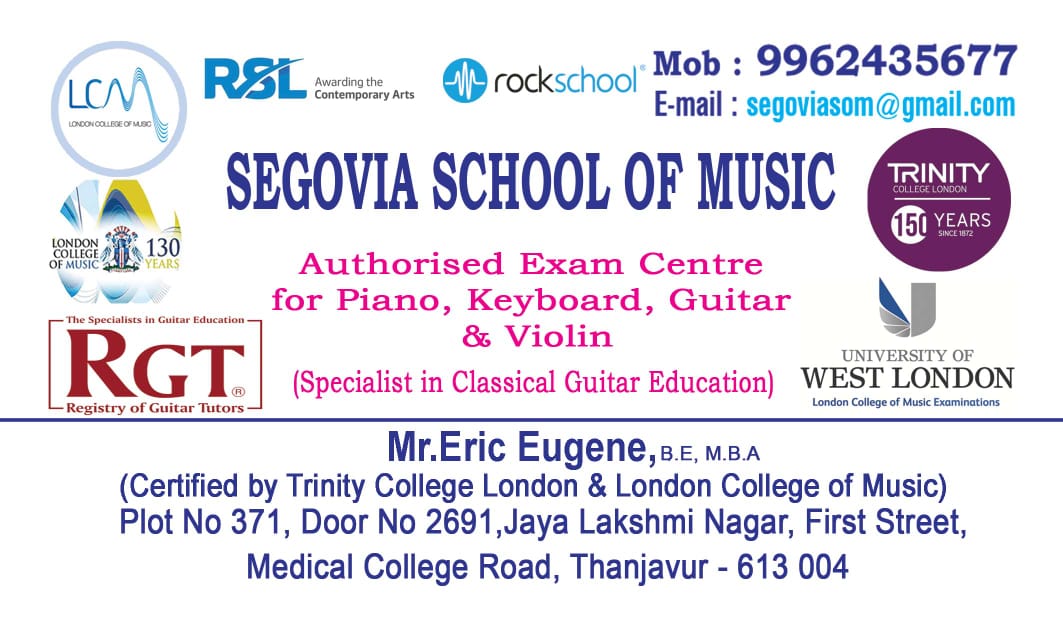 LCM
LONDON COLLEGE OF MUSIC
RSL
Awarding the
Contemporary Arts
rockschool®
Mob : 9962435677
E-mail : segoviasom@gmail.com
SEGOVIA SCHOOL OF MUSIC
TRINITY
COLLEGE LONDON
150 YEARS
SINCE 1872
LONDON
COLLEGE
OF MUSIC
130
YEARS
Authorised Exam Centre
for Piano, Keyboard, Guitar
& Violin
(Specialist in Classical Guitar Education)
The Specialists in Guitar Education
RGT®
Registry of Guitar Tutors
UNIVERSITY OF
WEST LONDON
London College of Music Examinations
Mr.Eric Eugene, B.E, M.B.A
(Certified by Trinity College London & London College of Music)
Plot No 371, Door No 2691,Jaya Lakshmi Nagar, First Street,
Medical College Road, Thanjavur - 613 004